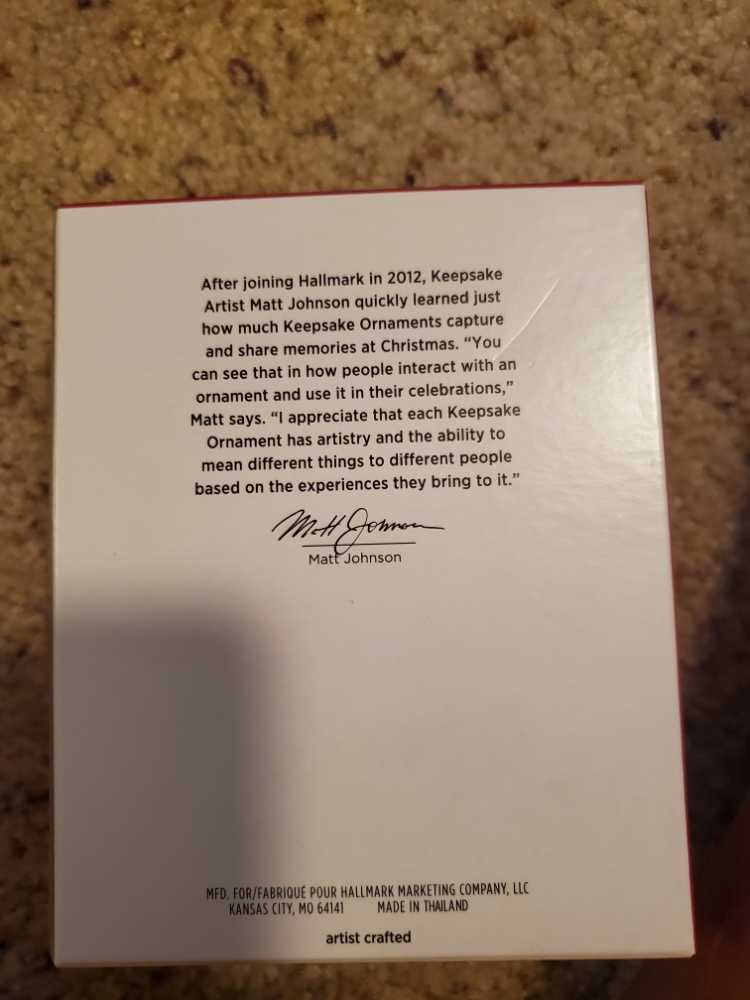 After joining Hallmark in 2012, Keepsake
Artist Matt Johnson quickly learned just
how much Keepsake Ornaments capture
and share memories at Christmas. “You
can see that in how people interact with an
ornament and use it in their celebrations,”
Matt says. “I appreciate that each Keepsake
Ornament has artistry and the ability to
mean different things to different people
based on the experiences they bring to it.”
Matt Johnson
Matt Johnson
MFD. FOR/FABRIQUÉ POUR HALLMARK MARKETING COMPANY, LLC
KANSAS CITY, MO 64141 MADE IN THAILAND
artist crafted